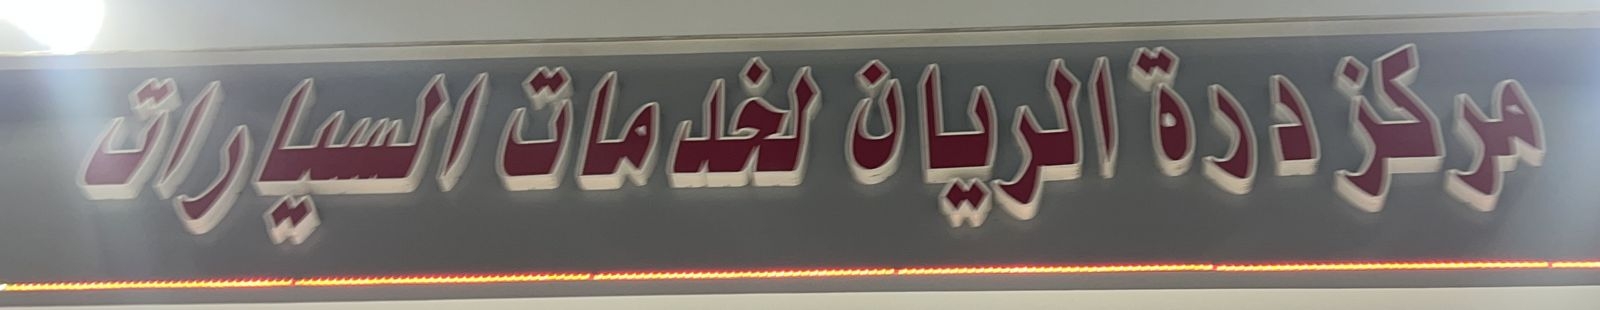 مركز درة الريان لخدمات السيارات